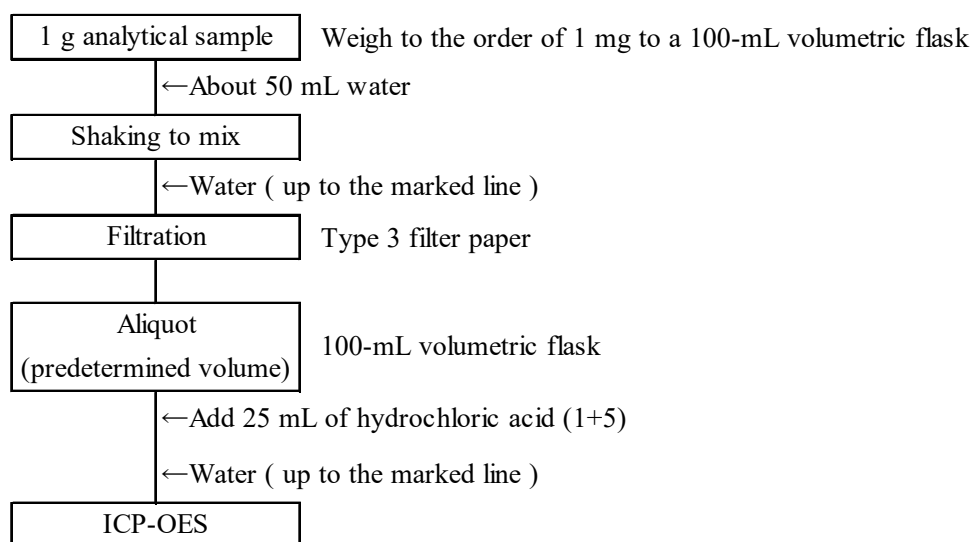 1 g analytical sample Weigh to the order of 1 mg to a 100-mL volumetric flask
←About 50 mL water
Shaking to mix
←Water ( up to the marked line )
Filtration Type 3 filter paper
Aliquot
(predetermined volume) 100-mL volumetric flask
←Add 25 mL of hydrochloric acid (1+5)
←Water ( up to the marked line )
ICP-OES